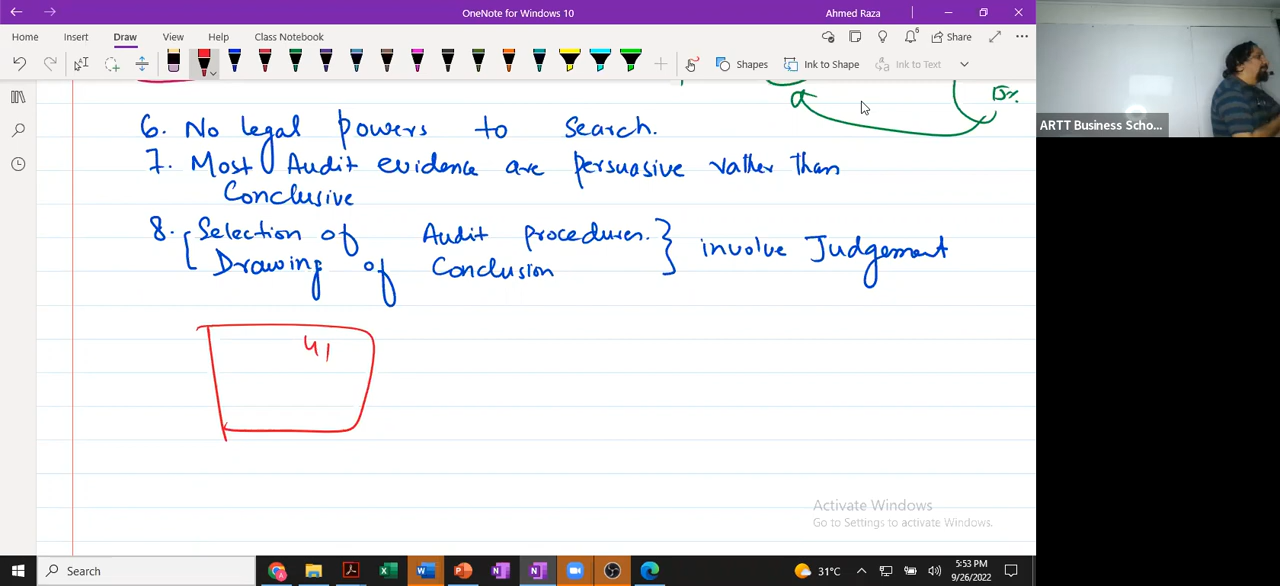 OneNote for Windows 10
Ahmed Raza
Home Insert Draw View Help Class Notebook
6
Share
Shapes Ink to Shape Ink to Text
15%
6. No legal powers to search.
7. Most Audit evidence are persuasive rather than
Conclusive
8. Selection of Audit procedures.
Drawing of Conclusion
involve Judgement
ARTT Business Scho...
Activate Windows
Go to Settings to activate Windows.
Search
31°C
5:53 PM
9/26/2022